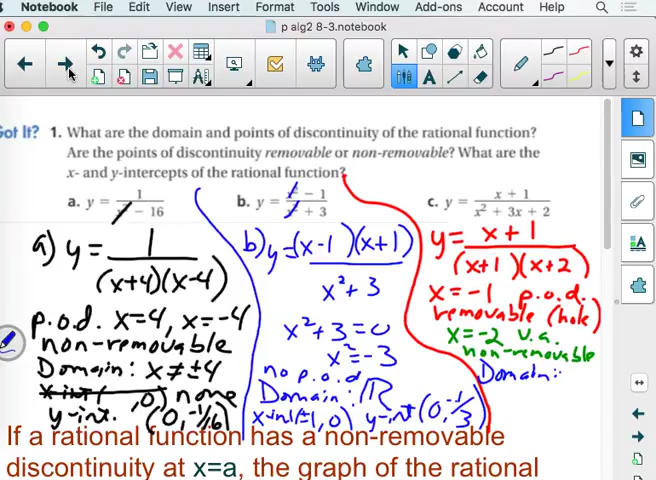 Notebook File Edit View Insert Format Tools Window Add-ons Account Help
p alg2 8-3.notebook
Got It? 1. What are the domain and points of discontinuity of the rational function?
Are the points of discontinuity removable or non-removable? What are the
x- and y-intercepts of the rational function?
a. y = 1/(x² - 16)
b. y = (x² - 1)/(x² + 3)
c. y = (x + 1)/(x² + 3x + 2)
a) y = 1/((x+4)(x-4))
p.o.d. x=4, x=-4
non-removable
Domain: x≠±4
x-int( ,0) none
y-int. (0, -1/16)
b) y = (x-1)(x+1)/(x²+3)
x²+3=0
x²=-3
no p.o.d
Domain: ℝ
x-int(±1,0) y-int(0,-1/3)
y = (x+1)/((x+1)(x+2))
x=-1 p.o.d.
removable (hole)
x=-2 v.a.
non-removable
Domain:
If a rational function has a non-removable
discontinuity at x=a, the graph of the rational